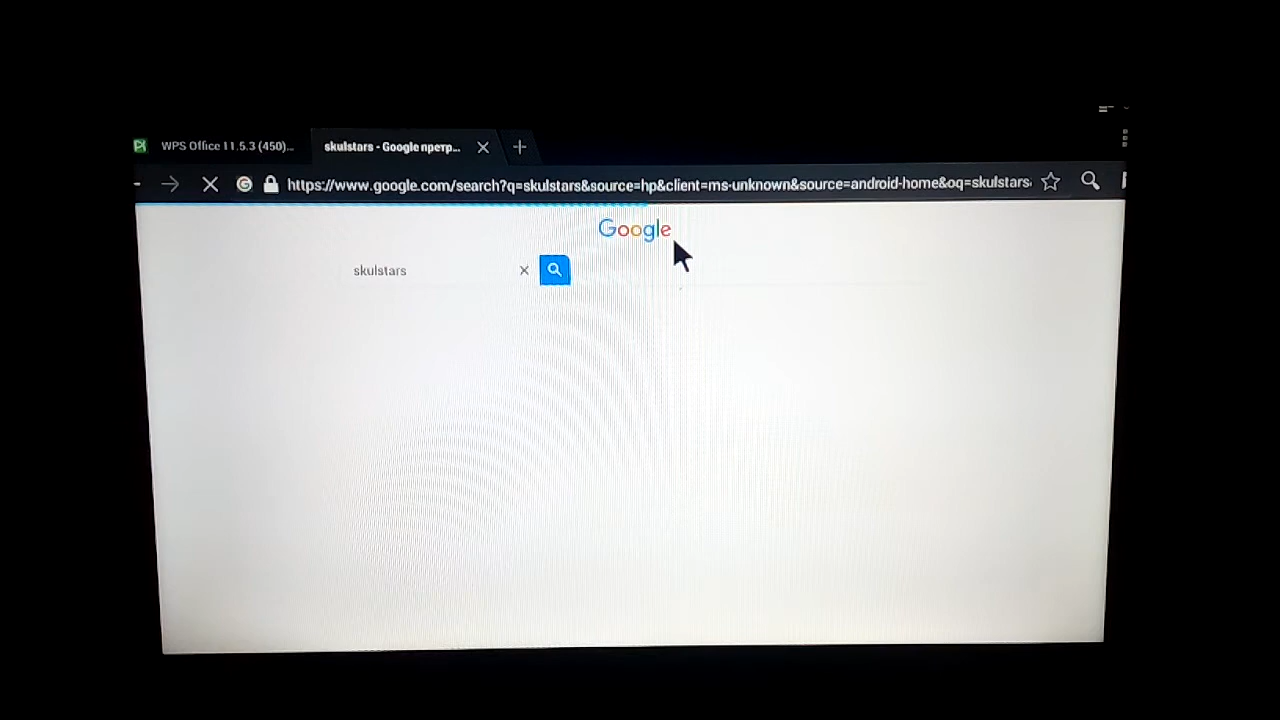 WPS Office 11.5.3 (450)...
skulstars - Google претр...
https://www.google.com/search?q=skulstars&source=hp&client=ms-unknown&source=android-home&oq=skulstars
Google
skulstars